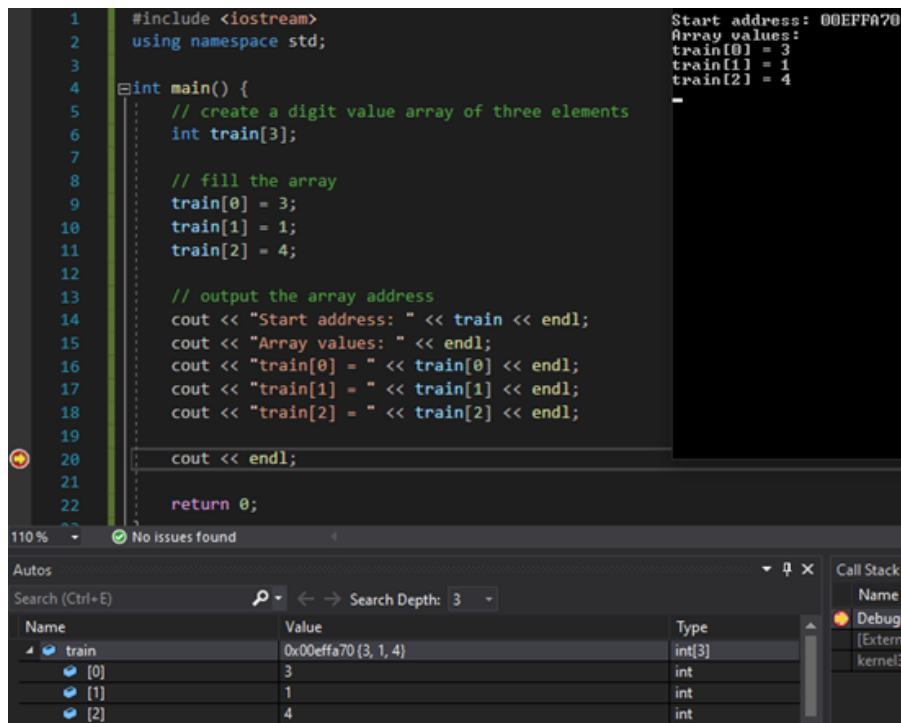 1 #include <iostream>
2 using namespace std;
3
4 int main() {
5 // create a digit value array of three elements
6 int train[3];
7
8 // fill the array
9 train[0] = 3;
10 train[1] = 1;
11 train[2] = 4;
12
13 // output the array address
14 cout << "Start address: " << train << endl;
15 cout << "Array values: " << endl;
16 cout << "train[0] = " << train[0] << endl;
17 cout << "train[1] = " << train[1] << endl;
18 cout << "train[2] = " << train[2] << endl;
19
20 cout << endl;
21
22 return 0;
}
Start address: 00EFFA70
Array values:
train[0] = 3
train[1] = 1
train[2] = 4
110 % No issues found
Autos
Search (Ctrl+E) Search Depth: 3
Name Value Type
train 0x00effa70 {3, 1, 4} int[3]
[0] 3 int
[1] 1 int
[2] 4 int
Call Stack
Name
Debug
[Extern
kernel3